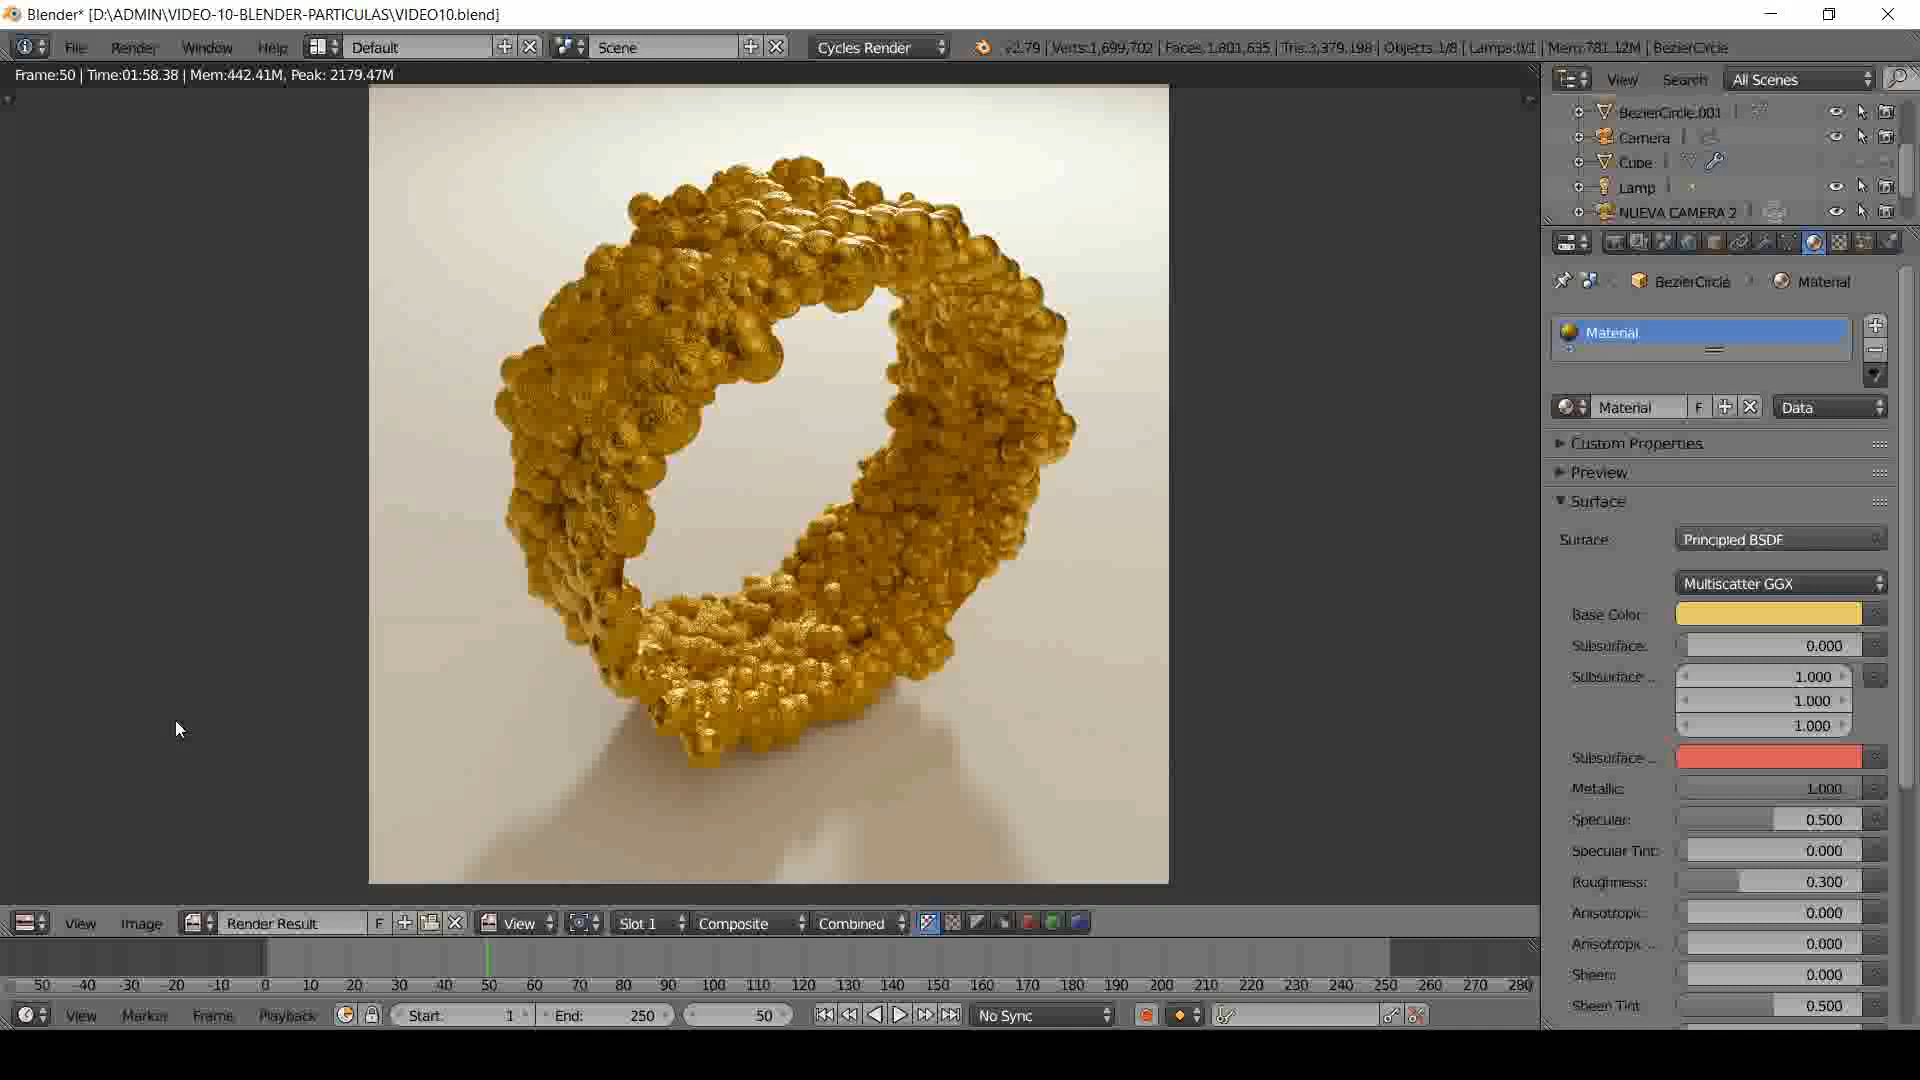 Blender* [D:\ADMIN\VIDEO-10-BLENDER-PARTICULAS\VIDEO10.blend]
File Render Window Help Default Scene Cycles Render v2.79 | Verts:1,699,702 | Faces:1,801,635 | Tris:3,379,198 | Objects:1/8 | Lamps:0/1 | Mem:781.12M | BezierCircle
Frame:50 | Time:01:58.38 | Mem:442.41M, Peak: 2179.47M
View Search All Scenes
BezierCircle.001
Camera
Cube
Lamp
NUEVA CAMERA 2
BezierCircle Material
Material
Material F Data
Custom Properties
Preview
Surface
Surface: Principled BSDF
Multiscatter GGX
Base Color:
Subsurface: 0.000
Subsurface .. 1.000
1.000
1.000
Subsurface ..
Metallic: 1.000
Specular: 0.500
Specular Tint: 0.000
Roughness: 0.300
Anisotropic: 0.000
Anisotropic .. 0.000
Sheen: 0.000
Sheen Tint: 0.500
View Image Render Result F View Slot 1 Composite Combined
50 -40 -30 -20 -10 0 10 20 30 40 50 60 70 80 90 100 110 120 130 140 150 160 170 180 190 200 210 220 230 240 250 260 270 280
View Marker Frame Playback Start: 1 End: 250 50 No Sync